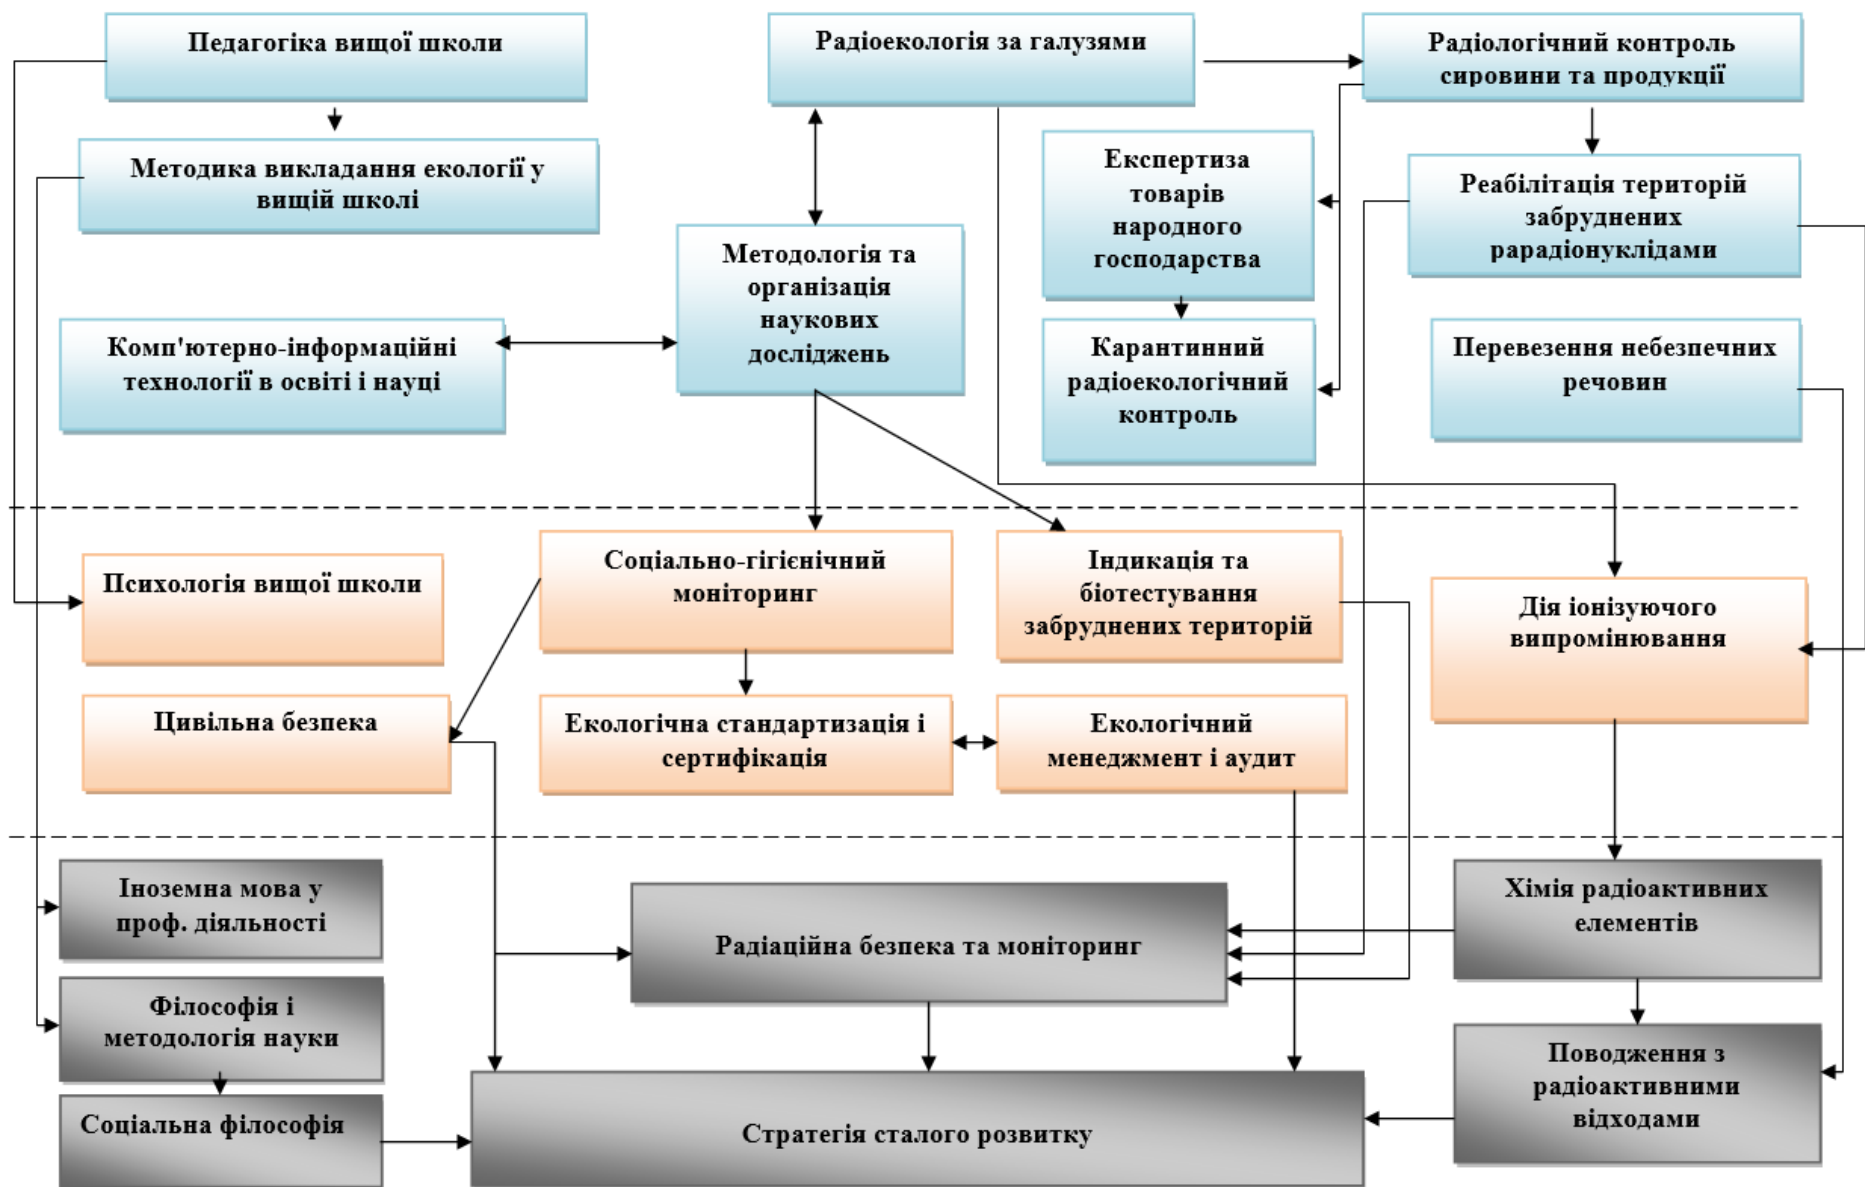 Педагогіка вищої школи
Радіоекологія за галузями
Радіологічний контроль
сировини та продукції
Методика викладання екології у
вищій школі
Експертиза
товарів
народного
господарства
Реабілітація територій
забруднених
рарадіонуклідами
Методологія та
організація
наукових
досліджень
Комп'ютерно-інформаційні
технології в освіті і науці
Карантинний
радіоекологічний
контроль
Перевезення небезпечних
речовин
Психологія вищої школи
Соціально-гігієнічний
моніторинг
Індикація та
біотестування
забруднених територій
Дія іонізуючого
випромінювання
Цивільна безпека
Екологічна стандартизація і
сертифікація
Екологічний
менеджмент і аудит
Іноземна мова у
проф. діяльності
Радіаційна безпека та моніторинг
Хімія радіоактивних
елементів
Філософія і
методологія науки
Поводження з
радіоактивними
відходами
Соціальна філософія
Стратегія сталого розвитку